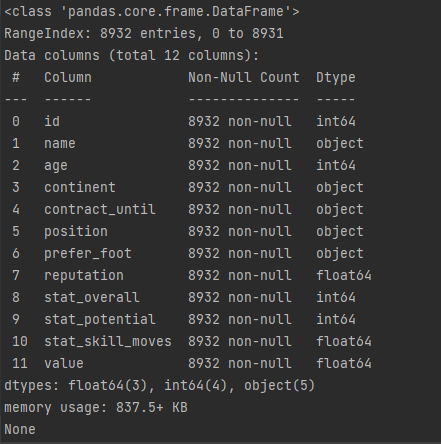 <class 'pandas.core.frame.DataFrame'>
RangeIndex: 8932 entries, 0 to 8931
Data columns (total 12 columns):
 #   Column            Non-Null Count  Dtype
---  ------            --------------  -----
 0   id                8932 non-null   int64
 1   name              8932 non-null   object
 2   age               8932 non-null   int64
 3   continent         8932 non-null   object
 4   contract_until    8932 non-null   object
 5   position          8932 non-null   object
 6   prefer_foot       8932 non-null   object
 7   reputation        8932 non-null   float64
 8   stat_overall      8932 non-null   int64
 9   stat_potential    8932 non-null   int64
 10  stat_skill_moves  8932 non-null   float64
 11  value             8932 non-null   float64
dtypes: float64(3), int64(4), object(5)
memory usage: 837.5+ KB
None